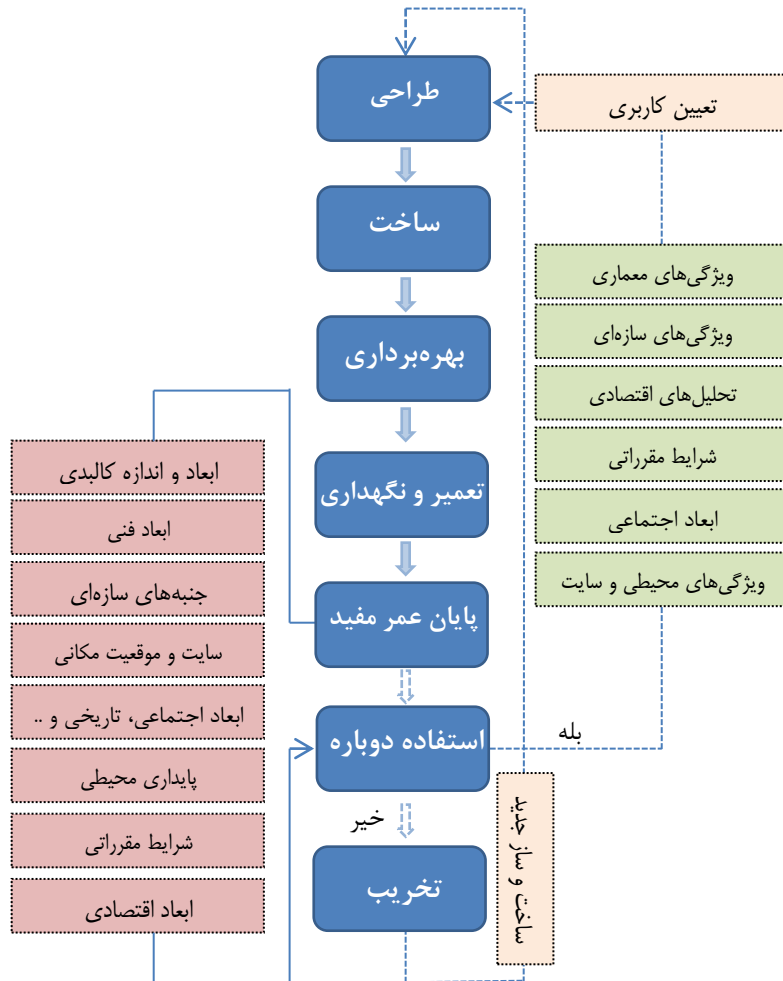 طراحی
تعیین کاربری
ساخت
ویژگی‌های معماری
ویژگی‌های سازه‌ای
بهره‌برداری
تحلیل‌های اقتصادی
شرایط مقرراتی
ابعاد و اندازه کالبدی
تعمیر و نگهداری
ابعاد اجتماعی
ابعاد فنی
ویژگی‌های محیطی و سایت
جنبه‌های سازه‌ای
پایان عمر مفید
سایت و موقعیت مکانی
ابعاد اجتماعی، تاریخی و ..
استفاده دوباره
بله
پایداری محیطی
خیر
ساخت و ساز جدید
شرایط مقرراتی
تخریب
ابعاد اقتصادی